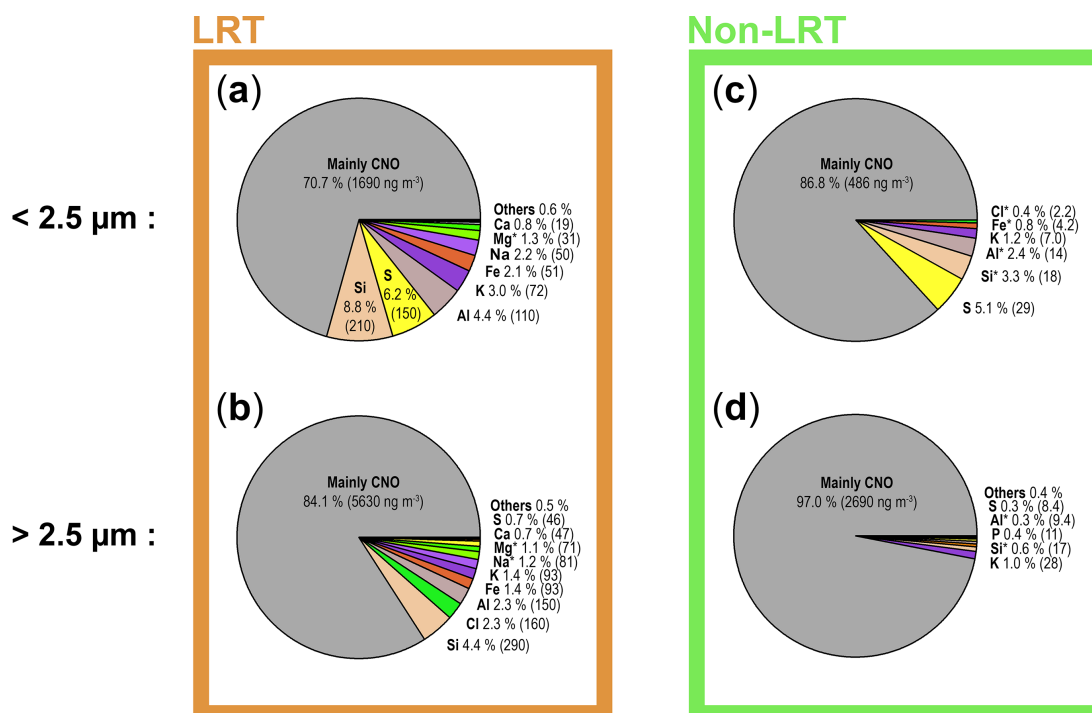 LRT
Non-LRT
< 2.5 µm :
(a)
Mainly CNO
70.7 % (1690 ng m-3)
Others 0.6 %
Ca 0.8 % (19)
Mg* 1.3 % (31)
Na 2.2 % (50)
Fe 2.1 % (51)
K 3.0 % (72)
Al 4.4 % (110)
S
6.2 %
(150)
Si
8.8 %
(210)
(c)
Mainly CNO
86.8 % (486 ng m-3)
Cl* 0.4 % (2.2)
Fe* 0.8 % (4.2)
K 1.2 % (7.0)
Al* 2.4 % (14)
Si* 3.3 % (18)
S 5.1 % (29)
> 2.5 µm :
(b)
Mainly CNO
84.1 % (5630 ng m-3)
Others 0.5 %
S 0.7 % (46)
Ca 0.7 % (47)
Mg* 1.1 % (71)
Na* 1.2 % (81)
K 1.4 % (93)
Fe 1.4 % (93)
Al 2.3 % (150)
Cl 2.3 % (160)
Si 4.4 % (290)
(d)
Mainly CNO
97.0 % (2690 ng m-3)
Others 0.4 %
S 0.3 % (8.4)
Al* 0.3 % (9.4)
P 0.4 % (11)
Si* 0.6 % (17)
K 1.0 % (28)